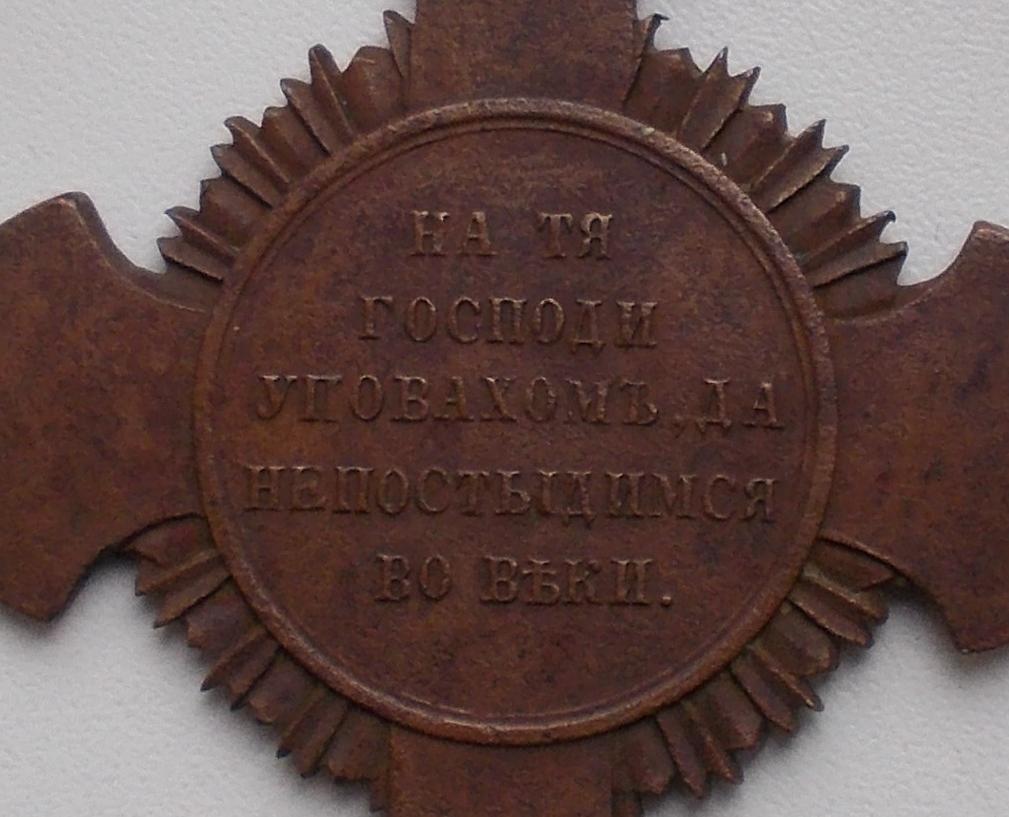 НА ТЯ
ГОСПОДИ
УПОВАХОМЪ, ДА
НЕПОСТЫДИМСЯ
ВО ВѢКИ.